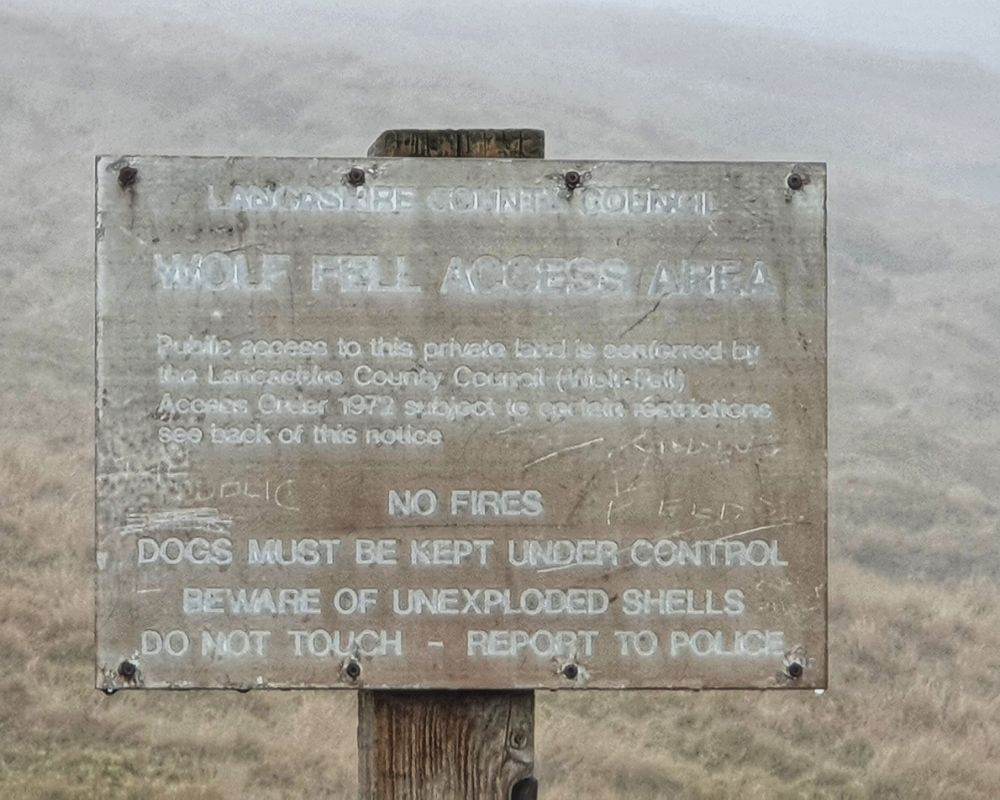 LANCASHIRE COUNTY COUNCIL
WOLF FELL ACCESS AREA
Public access to this private land is conferred by
the Lancashire County Council (Wolf Fell)
Access Order 1972 subject to certain restrictions
see back of this notice
PUBLIC
NO FIRES
DOGS MUST BE KEPT UNDER CONTROL
BEWARE OF UNEXPLODED SHELLS
DO NOT TOUCH - REPORT TO POLICE